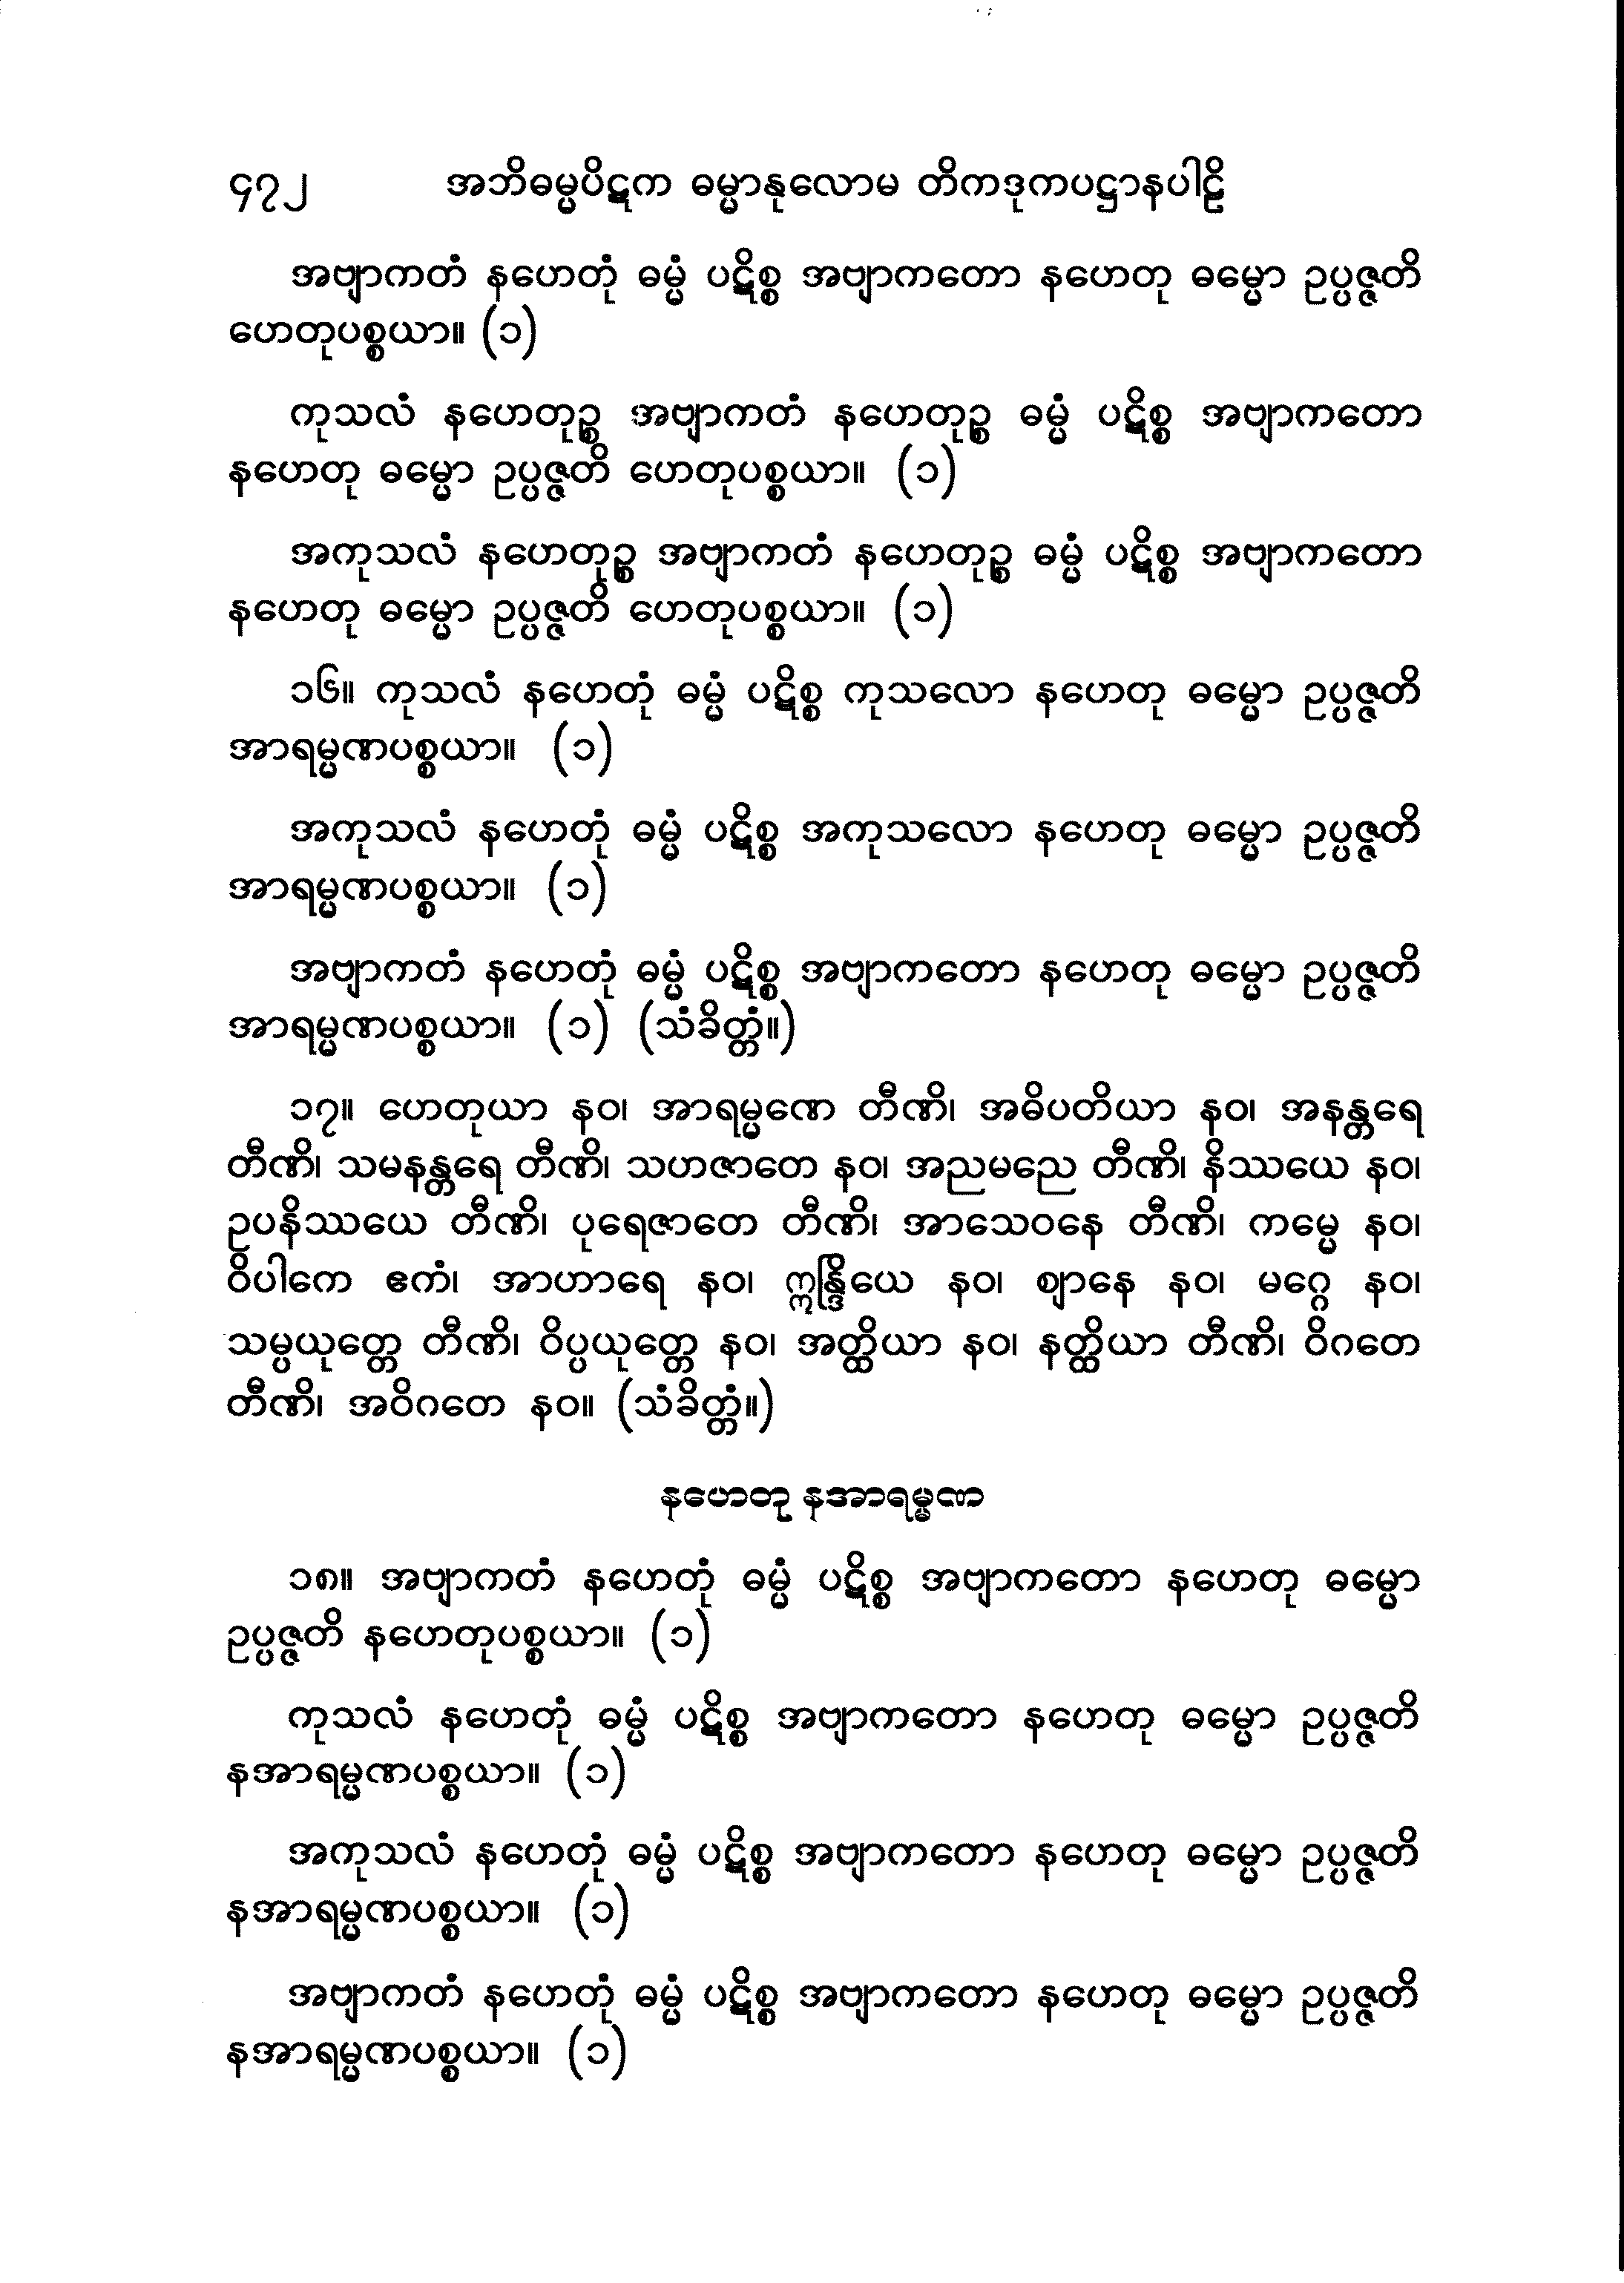 ၄၇၂ အဘိဓမ္မပိဋက ဓမ္မာနုလောမ တိကဒုကပဋ္ဌာနပါဠိ
အဗျာကတံ နဟေတုံ ဓမ္မံ ပဋိစ္စ အဗျာကတော နဟေတု ဓမ္မော ဥပ္ပဇ္ဇတိ
ဟေတုပစ္စယာ။ (၁)
ကုသလံ နဟေတုဉ္စ အဗျာကတံ နဟေတုဉ္စ ဓမ္မံ ပဋိစ္စ အဗျာကတော
နဟေတု ဓမ္မော ဥပ္ပဇ္ဇတိ ဟေတုပစ္စယာ။ (၁)
အကုသလံ နဟေတုဉ္စ အဗျာကတံ နဟေတုဉ္စ ဓမ္မံ ပဋိစ္စ အဗျာကတော
နဟေတု ဓမ္မော ဥပ္ပဇ္ဇတိ ဟေတုပစ္စယာ။ (၁)
၁၆။ ကုသလံ နဟေတုံ ဓမ္မံ ပဋိစ္စ ကုသလော နဟေတု ဓမ္မော ဥပ္ပဇ္ဇတိ
အာရမ္မဏပစ္စယာ။ (၁)
အကုသလံ နဟေတုံ ဓမ္မံ ပဋိစ္စ အကုသလော နဟေတု ဓမ္မော ဥပ္ပဇ္ဇတိ
အာရမ္မဏပစ္စယာ။ (၁)
အဗျာကတံ နဟေတုံ ဓမ္မံ ပဋိစ္စ အဗျာကတော နဟေတု ဓမ္မော ဥပ္ပဇ္ဇတိ
အာရမ္မဏပစ္စယာ။ (၁) (သံခိတ္တံ။)
၁၇။ ဟေတုယာ နဝ၊ အာရမ္မဏေ တီဏိ၊ အဓိပတိယာ နဝ၊ အနန္တရေ
တီဏိ၊ သမနန္တရေ တီဏိ၊ သဟဇာတေ နဝ၊ အညမညေ တီဏိ၊ နိဿယေ နဝ၊
ဥပနိဿယေ တီဏိ၊ ပုရေဇာတေ တီဏိ၊ အာသေဝနေ တီဏိ၊ ကမ္မေ နဝ၊
ဝိပါကေ ဧကံ၊ အာဟာရေ နဝ၊ ဣန္ဒြိယေ နဝ၊ ဈာနေ နဝ၊ မဂ္ဂေ နဝ၊
သမ္ပယုတ္တေ တီဏိ၊ ဝိပ္ပယုတ္တေ နဝ၊ အတ္ထိယာ နဝ၊ နတ္ထိယာ တီဏိ၊ ဝိဂတေ
တီဏိ၊ အဝိဂတေ နဝ။ (သံခိတ္တံ။)
နဟေတု နအာရမ္မဏ
၁၈။ အဗျာကတံ နဟေတုံ ဓမ္မံ ပဋိစ္စ အဗျာကတော နဟေတု ဓမ္မော
ဥပ္ပဇ္ဇတိ နဟေတုပစ္စယာ။ (၁)
ကုသလံ နဟေတုံ ဓမ္မံ ပဋိစ္စ အဗျာကတော နဟေတု ဓမ္မော ဥပ္ပဇ္ဇတိ
နအာရမ္မဏပစ္စယာ။ (၁)
အကုသလံ နဟေတုံ ဓမ္မံ ပဋိစ္စ အဗျာကတော နဟေတု ဓမ္မော ဥပ္ပဇ္ဇတိ
နအာရမ္မဏပစ္စယာ။ (၁)
အဗျာကတံ နဟေတုံ ဓမ္မံ ပဋိစ္စ အဗျာကတော နဟေတု ဓမ္မော ဥပ္ပဇ္ဇတိ
နအာရမ္မဏပစ္စယာ။ (၁)